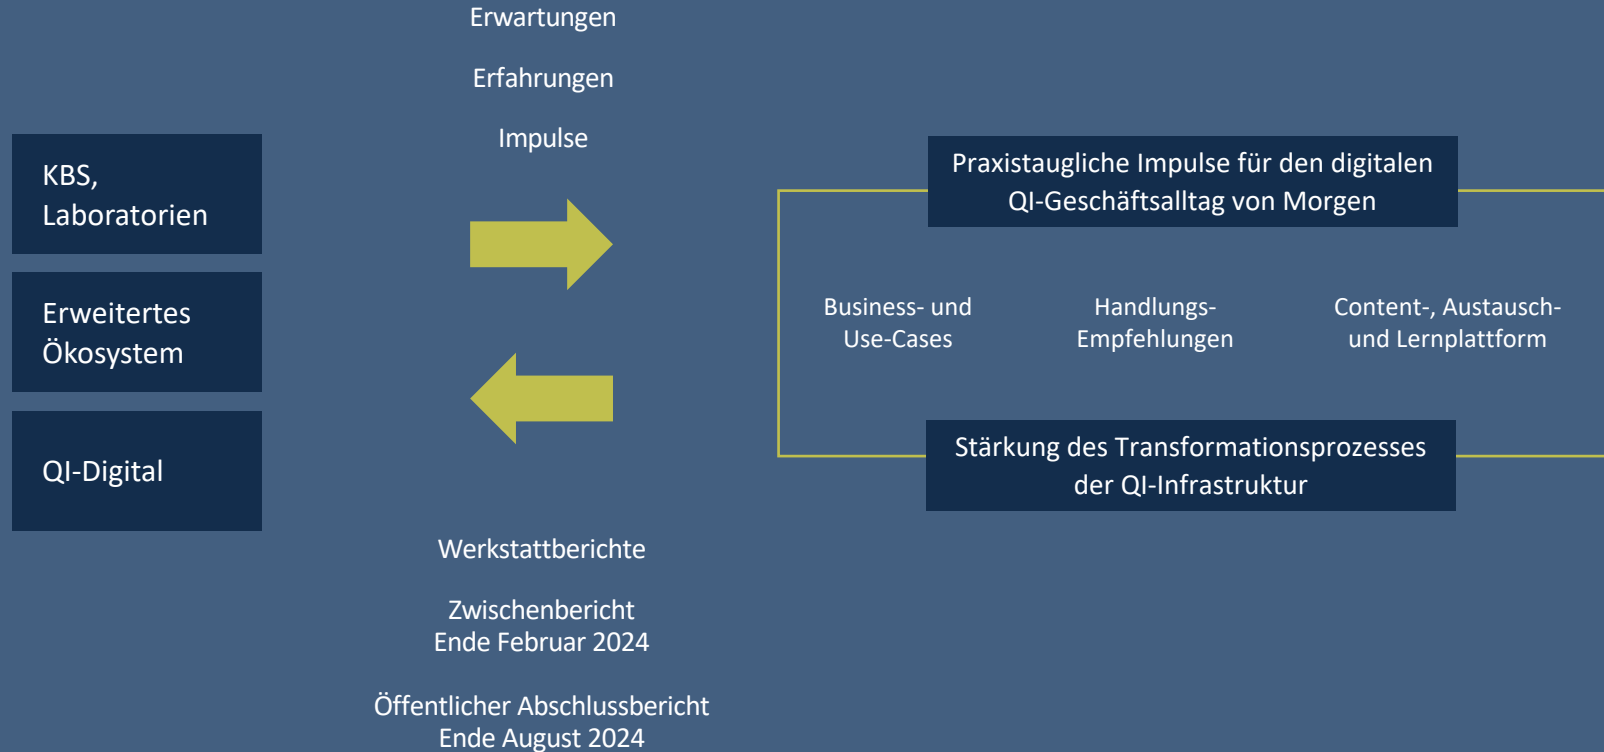 Erwartungen
Erfahrungen
Impulse
KBS,
Laboratorien
Erweitertes
Ökosystem
QI-Digital
Praxistaugliche Impulse für den digitalen
QI-Geschäftsalltag von Morgen
Business- und
Use-Cases
Handlungs-
Empfehlungen
Content-, Austausch-
und Lernplattform
Stärkung des Transformationsprozesses
der QI-Infrastruktur
Werkstattberichte
Zwischenbericht
Ende Februar 2024
Öffentlicher Abschlussbericht
Ende August 2024